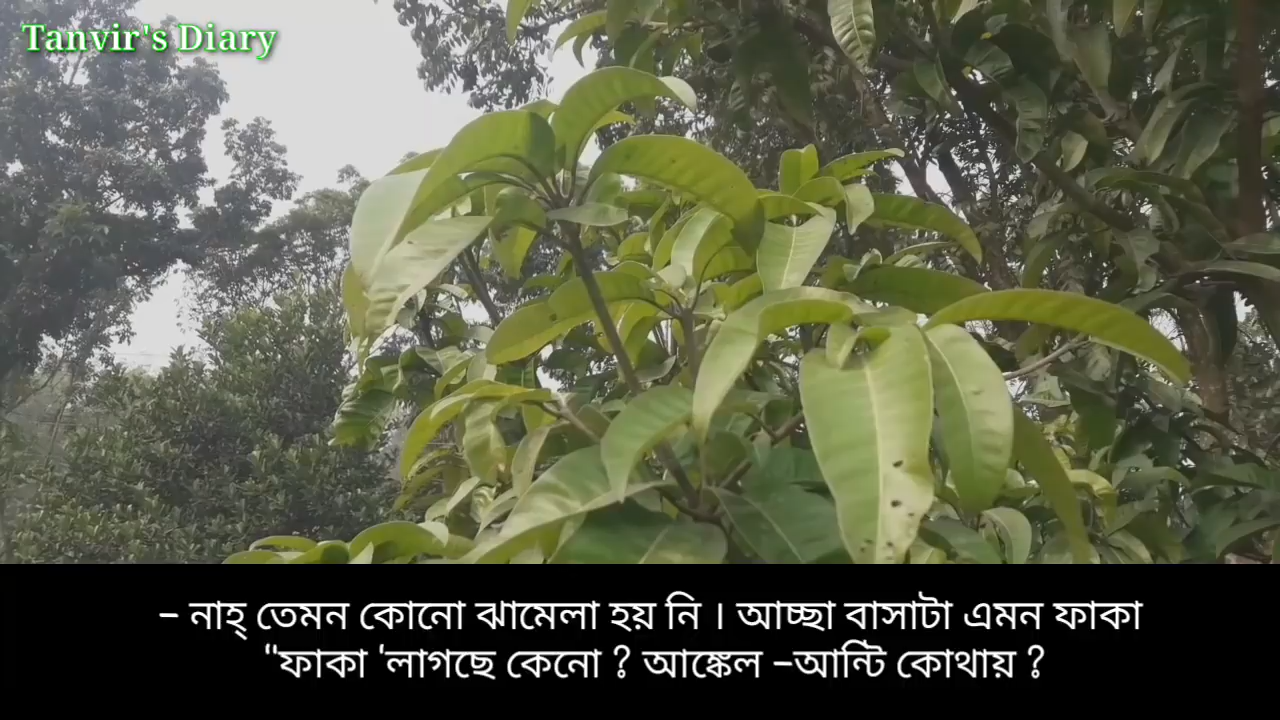 Tanvir's Diary
– নাহ্ তেমন কোনো ঝামেলা হয় নি । আচ্ছা বাসাটা এমন ফাকা
"ফাকা 'লাগছে কেনো ? আঙ্কেল –আন্টি কোথায় ?